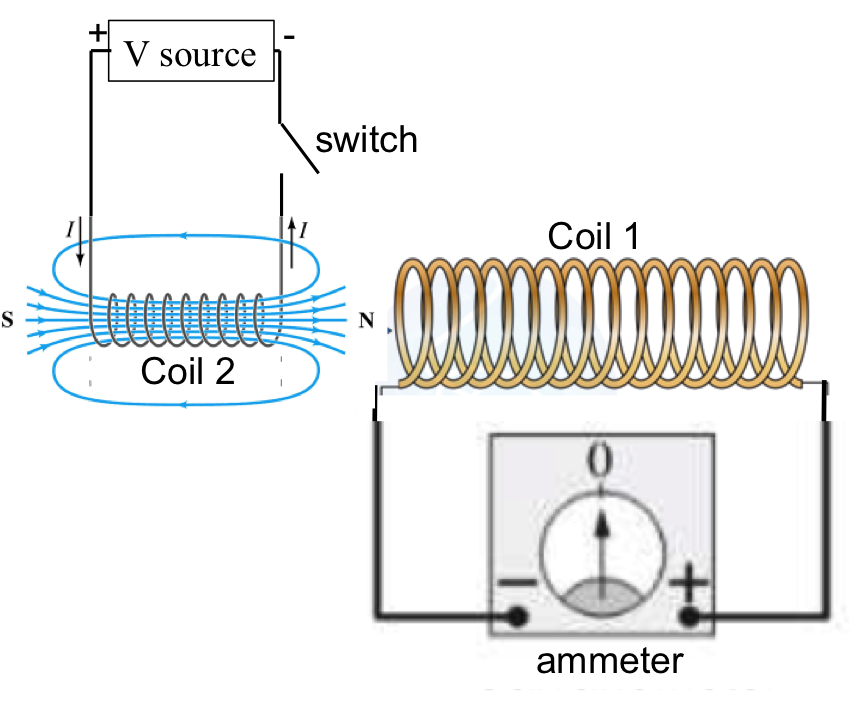 + V source -
switch
I I
Coil 1
S N
Coil 2
0
− +
ammeter